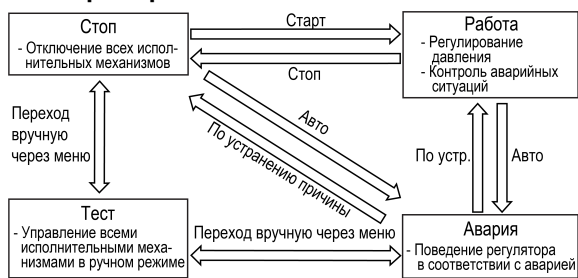 Стоп
- Отключение всех испол-
нительных механизмов
Старт
Стоп
Работа
- Регулирование
давления
- Контроль аварийных
ситуаций
Переход
вручную
через меню
Авто
По устранению причины
По устр.
Авто
Тест
- Управление всеми
исполнительными меха-
низмами в ручном режиме
Переход вручную через меню
Авария
- Поведение регулятора
в соответствии с аварией